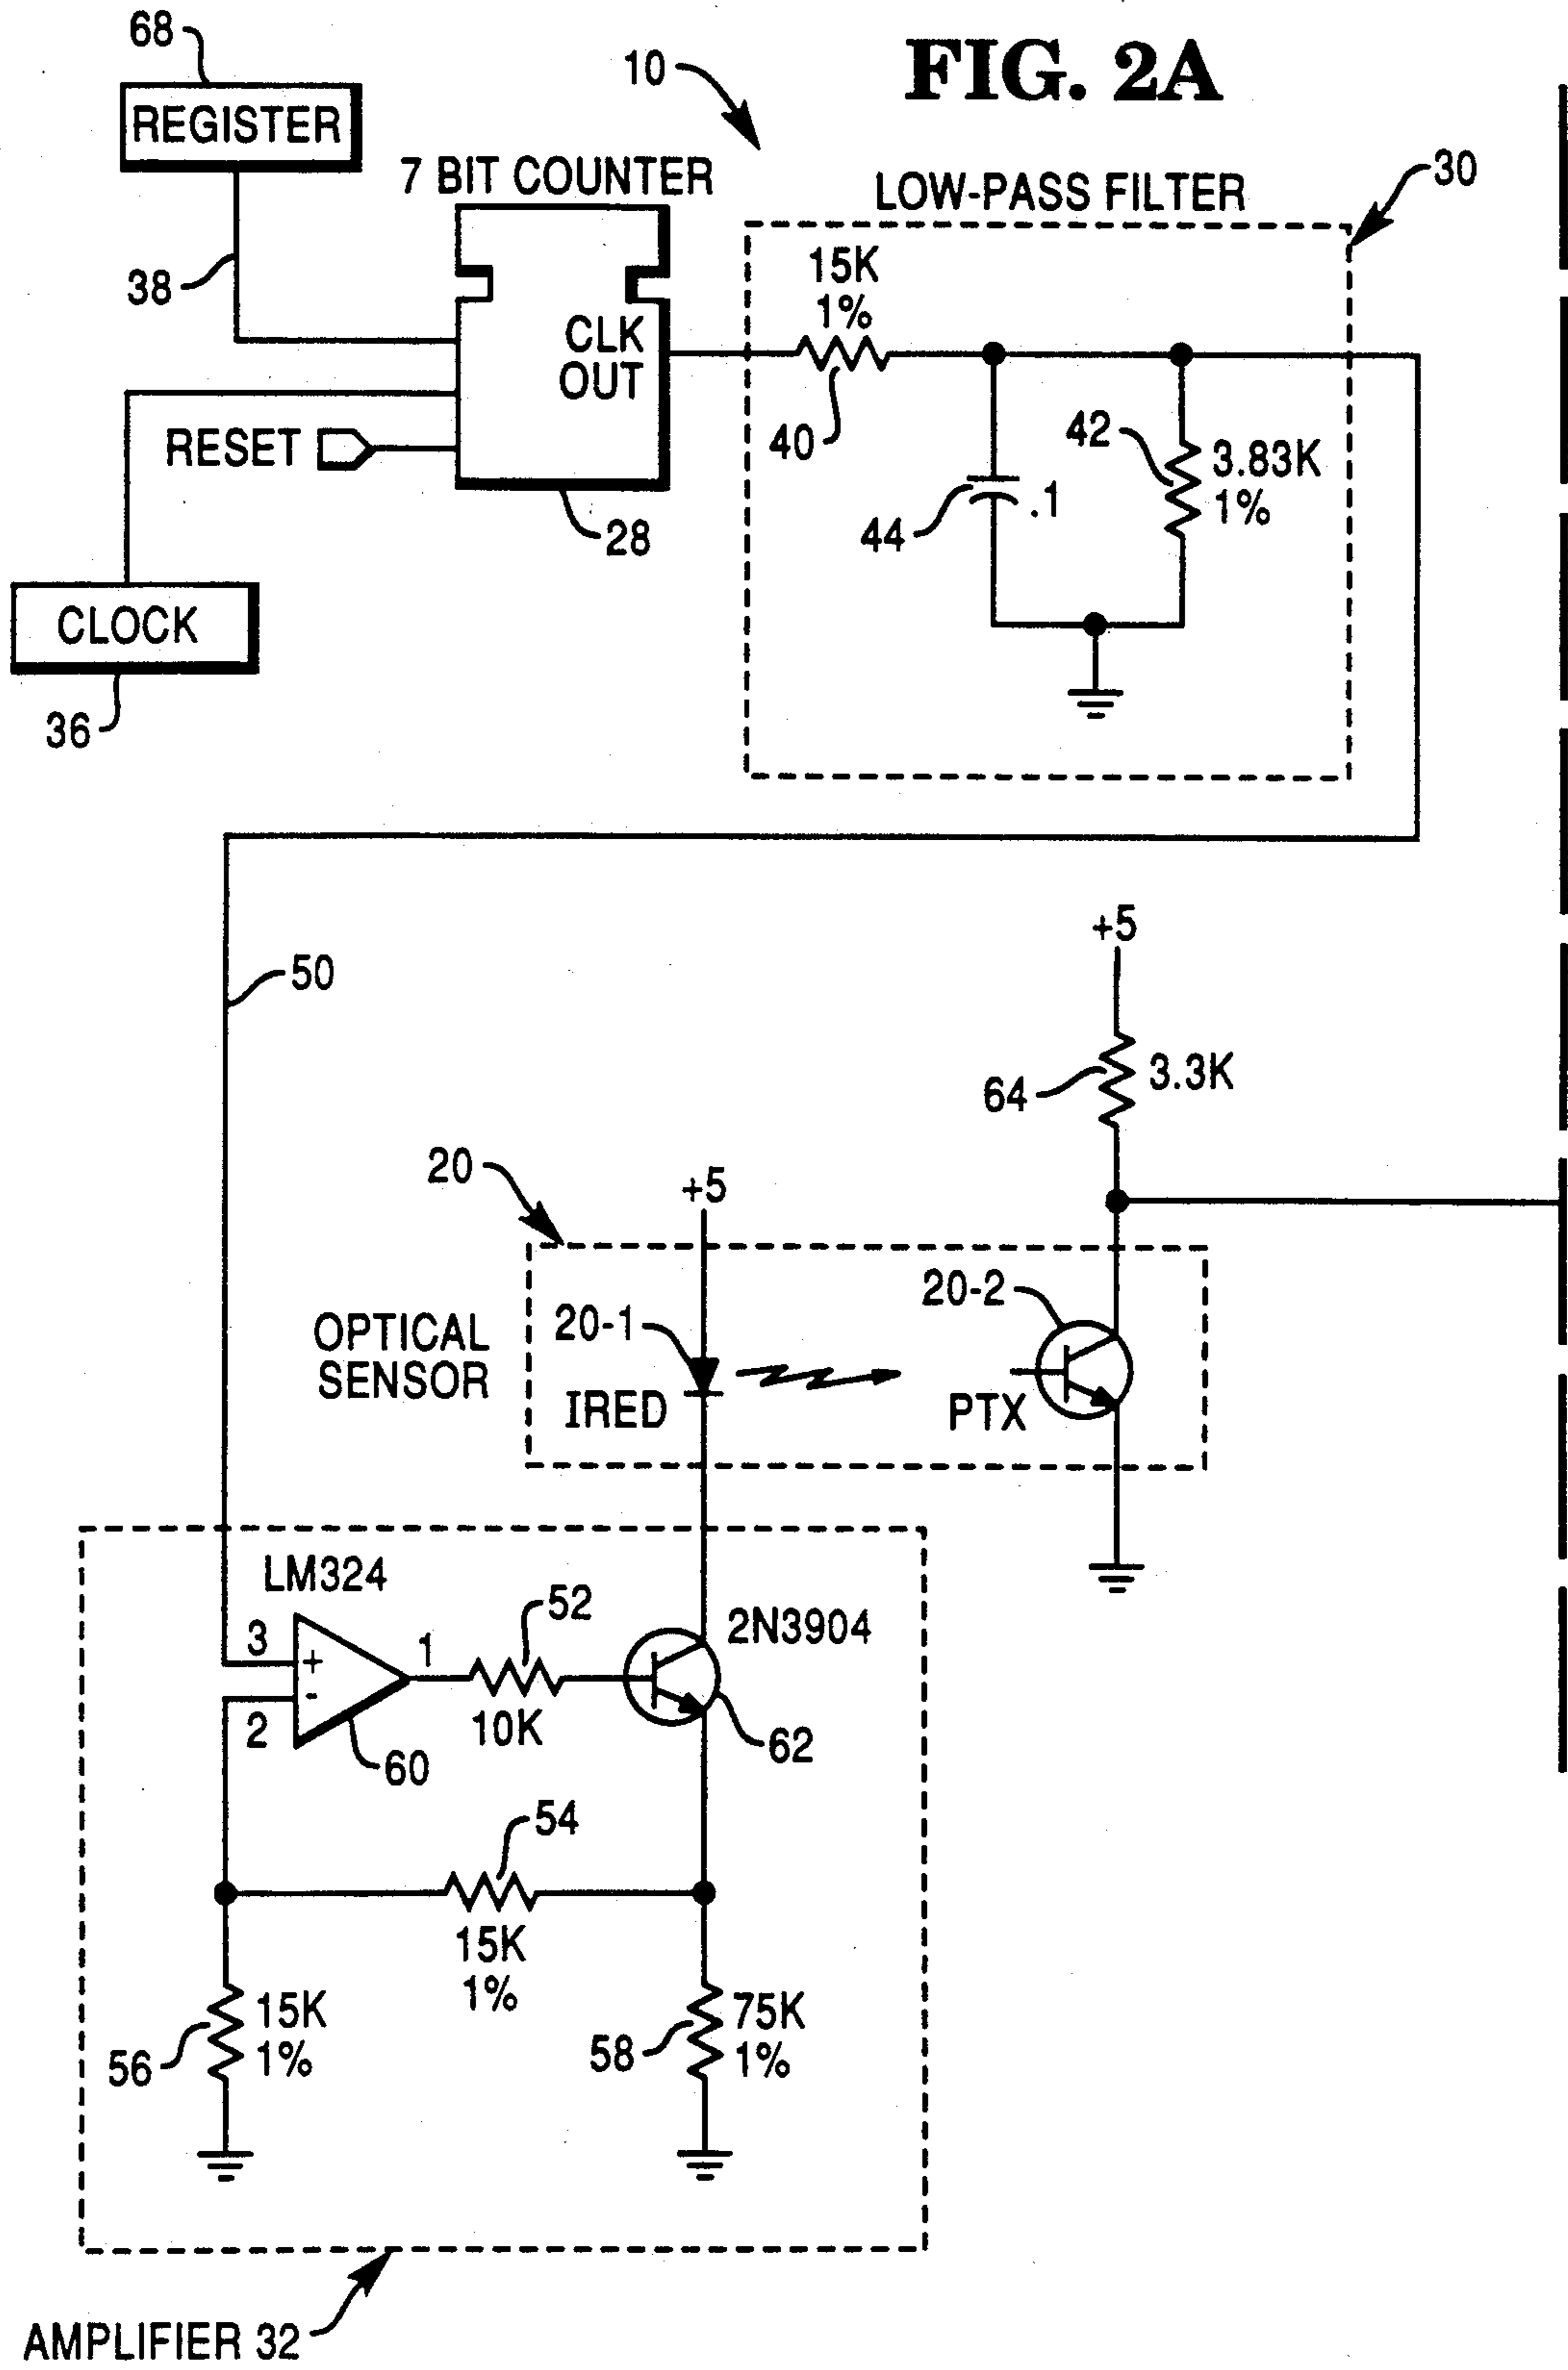 FIG. 2A
68
10
REGISTER
7 BIT COUNTER
LOW-PASS FILTER
30
38
15K
1%
CLK
OUT
40
42
3.83K
1%
44
.1
RESET
28
CLOCK
36
50
+5
64
3.3K
20
+5
OPTICAL
SENSOR
20-1
IRED
20-2
PTX
LM324
52
2N3904
3
+
1
-
2
10K
60
62
54
15K
1%
15K
1%
56
58
75K
1%
AMPLIFIER 32